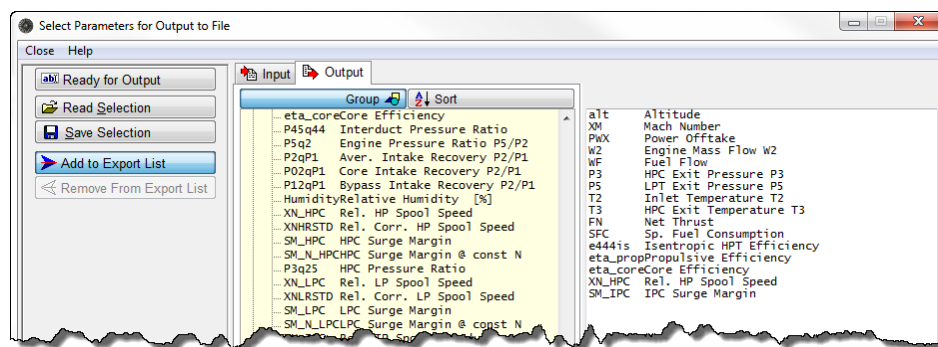 Select Parameters for Output to File
Close Help
ab Ready for Output
Read Selection
Save Selection
Add to Export List
Remove From Export List
Input Output
Group A Z Sort
eta_coreCore Efficiency
P45q44 Interduct Pressure Ratio
P5q2 Engine Pressure Ratio P5/P2
P2qP1 Aver. Intake Recovery P2/P1
P02qP1 Core Intake Recovery P2/P1
P12qP1 Bypass Intake Recovery P2/P1
HumidityRelative Humidity [%]
XN_HPC Rel. HP Spool Speed
XNHRSTD Rel. Corr. HP Spool Speed
SM_HPC HPC Surge Margin
SM_N_HPCHPC Surge Margin @ const N
P3q25 HPC Pressure Ratio
XN_LPC Rel. LP Spool Speed
XNLRSTD Rel. Corr. LP Spool Speed
SM_LPC LPC Surge Margin
SM_N_LPCLPC Surge Margin @ const N
alt Altitude
XM Mach Number
PWX Power Offtake
W2 Engine Mass Flow W2
WF Fuel Flow
P3 HPC Exit Pressure P3
P5 LPT Exit Pressure P5
T2 Inlet Temperature T2
T3 HPC Exit Temperature T3
FN Net Thrust
SFC Sp. Fuel Consumption
e444is Isentropic HPT Efficiency
eta_propPropulsive Efficiency
eta_coreCore Efficiency
XN_HPC Rel. HP Spool Speed
SM_IPC IPC Surge Margin